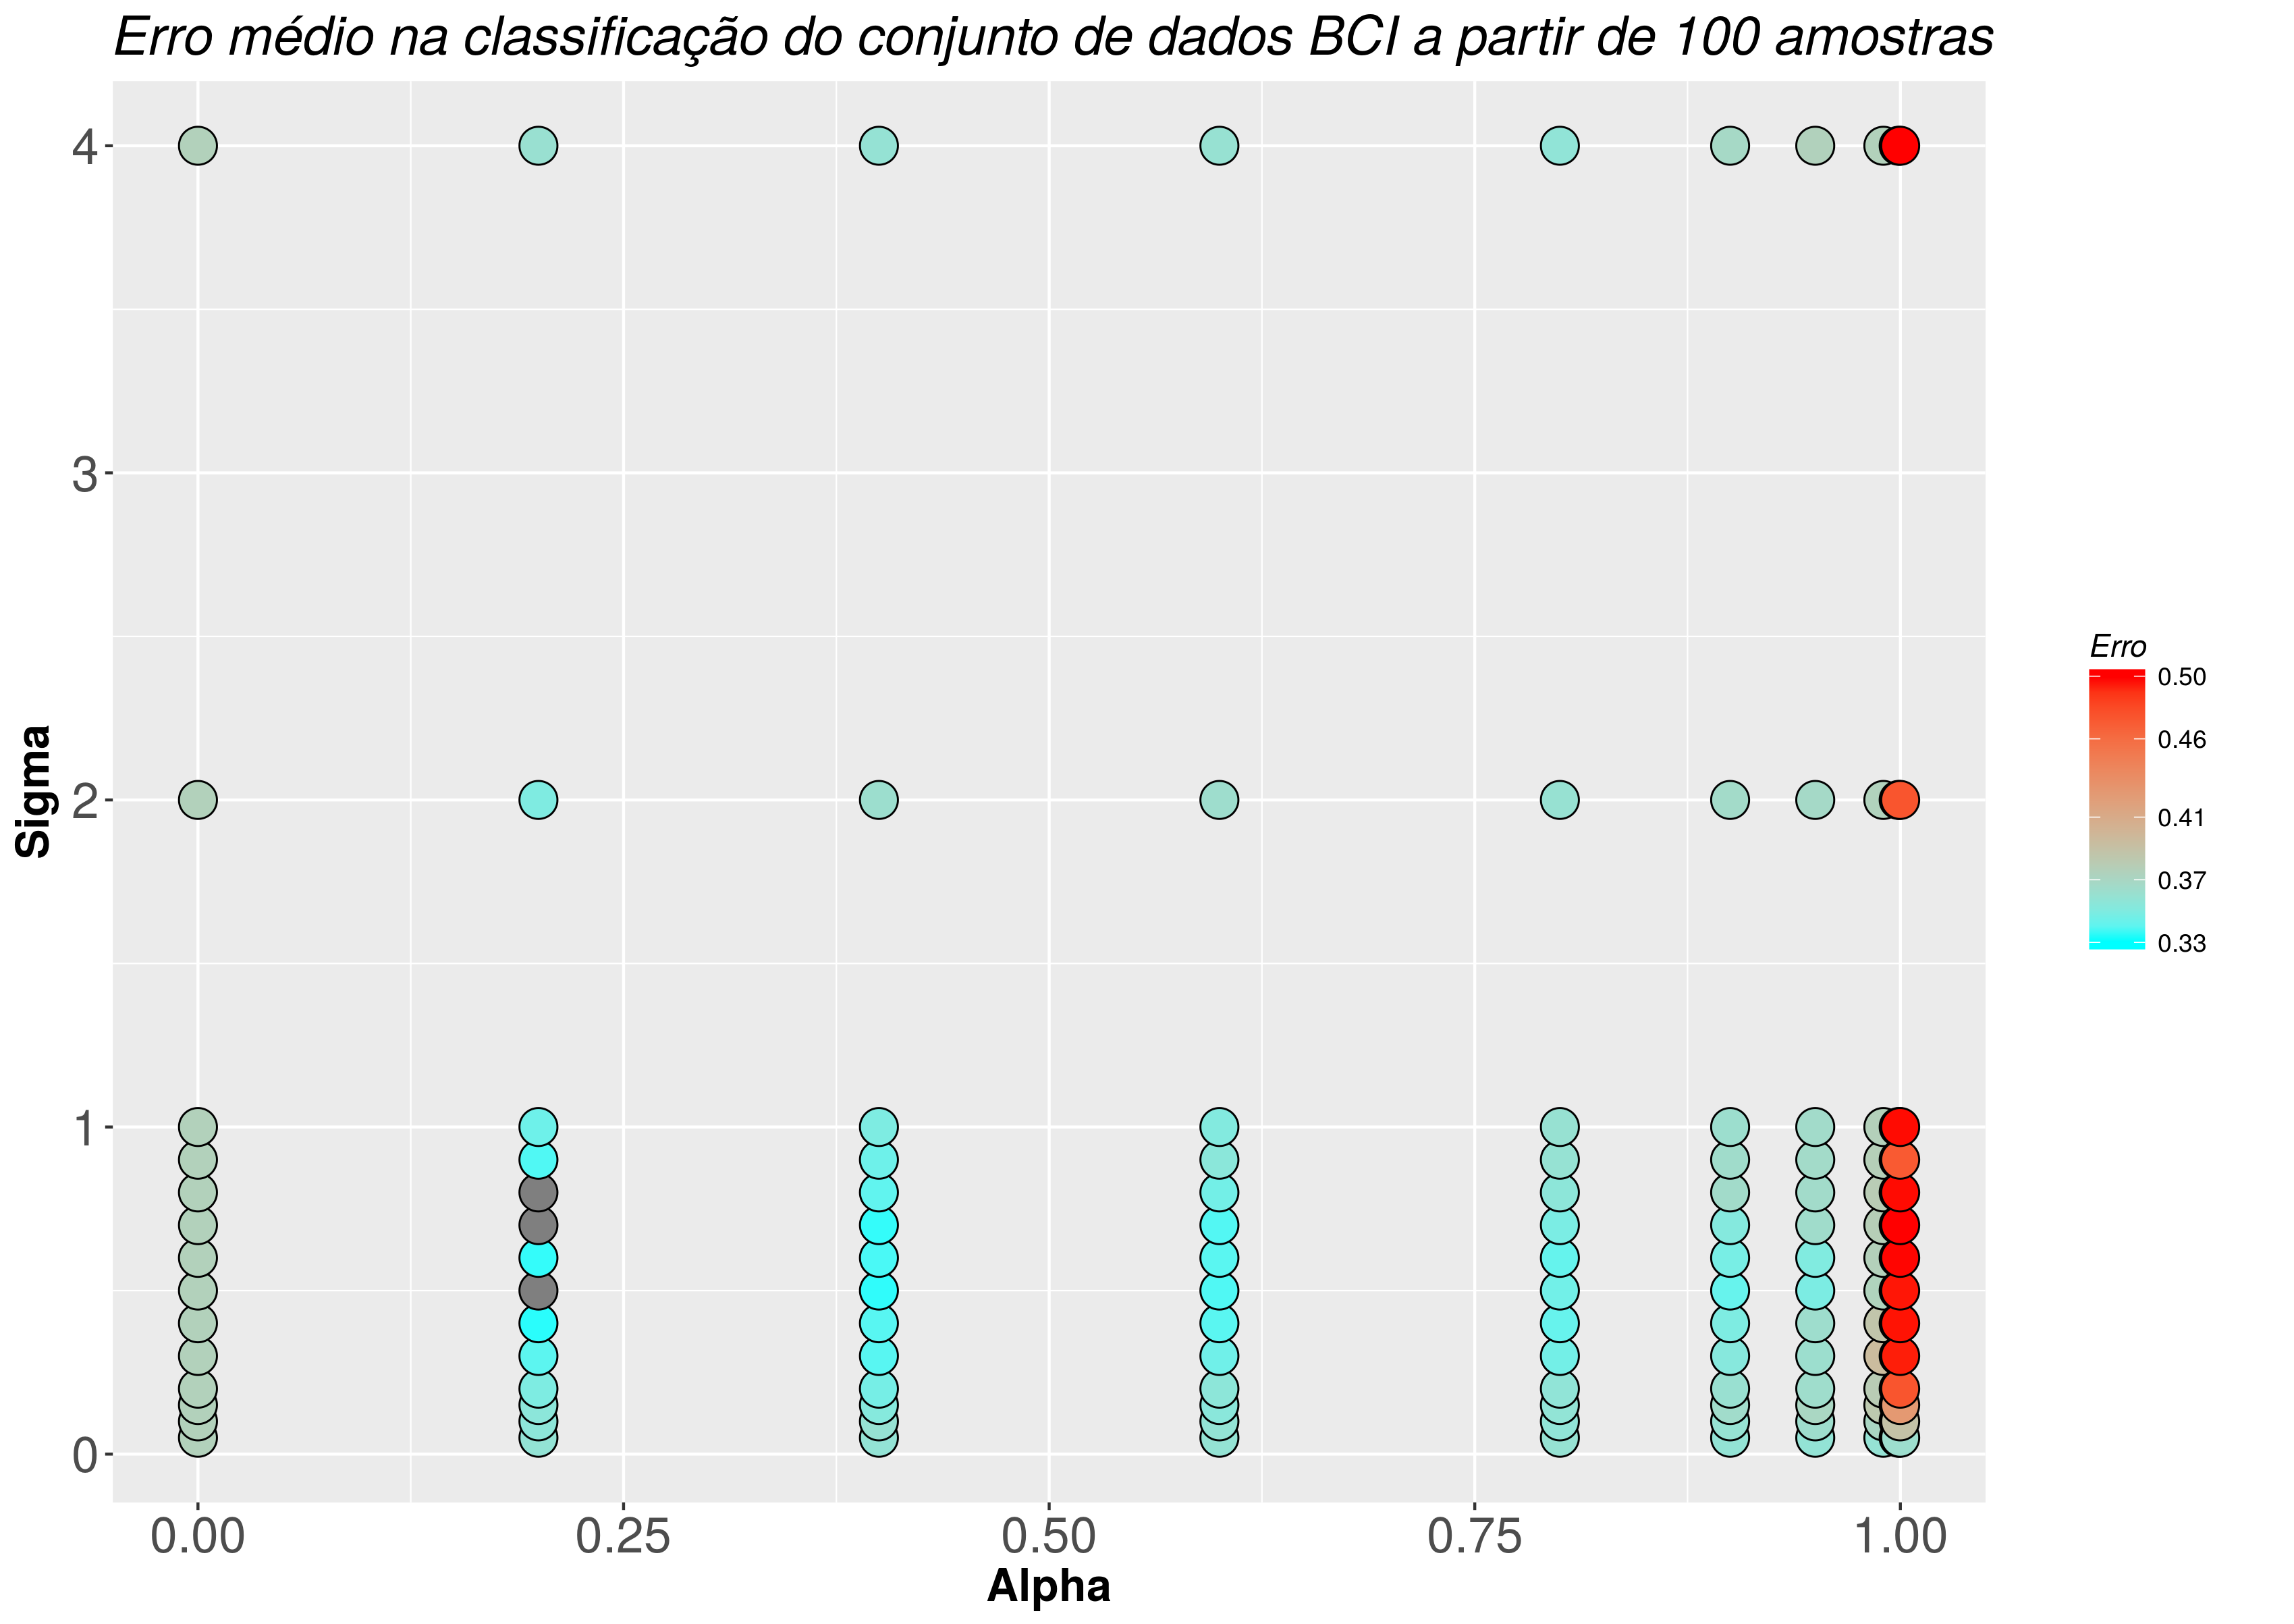 Erro médio na classificação do conjunto de dados BCI a partir de 100 amostras
4
3
2
1
0
Sigma
0.00 0.25 0.50 0.75 1.00
Alpha
Erro
0.50
0.46
0.41
0.37
0.33